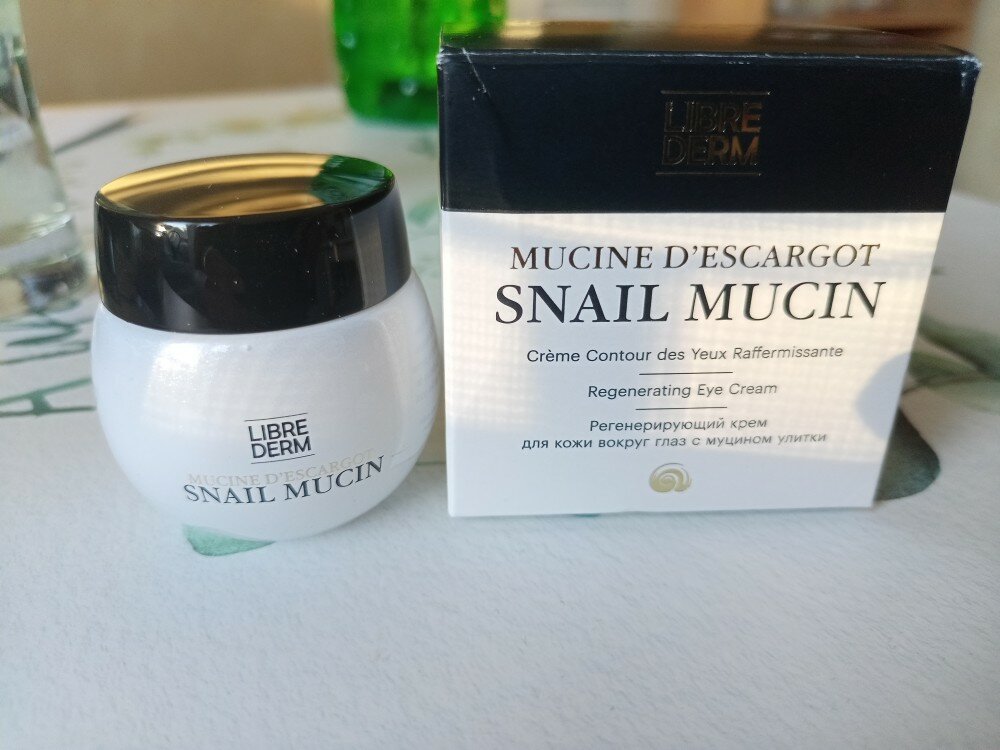 LIBRE
DERM
MUCINE D'ESCARGOT
SNAIL MUCIN
LIBRE
DERM
MUCINE D'ESCARGOT
SNAIL MUCIN
Crème Contour des Yeux Raffermissante
Regenerating Eye Cream
Регенерирующий крем
для кожи вокруг глаз с муцином улитки